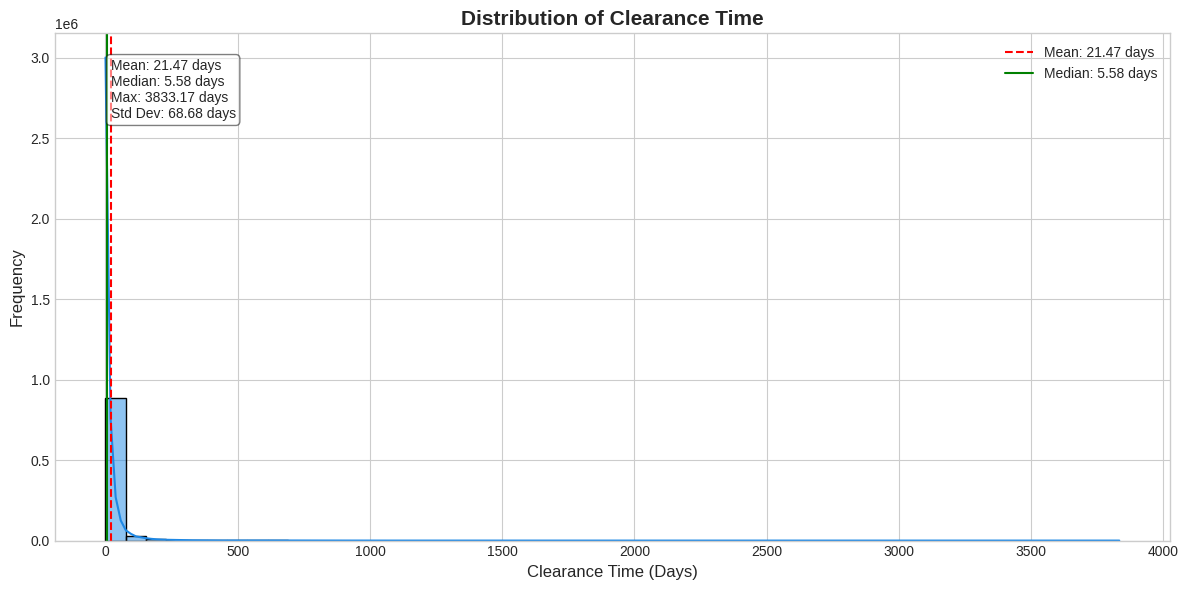 Distribution of Clearance Time
1e6
3.0
2.5
2.0
1.5
1.0
0.5
0.0
Frequency
Mean: 21.47 days
Median: 5.58 days
Max: 3833.17 days
Std Dev: 68.68 days
Mean: 21.47 days
Median: 5.58 days
0 500 1000 1500 2000 2500 3000 3500 4000
Clearance Time (Days)